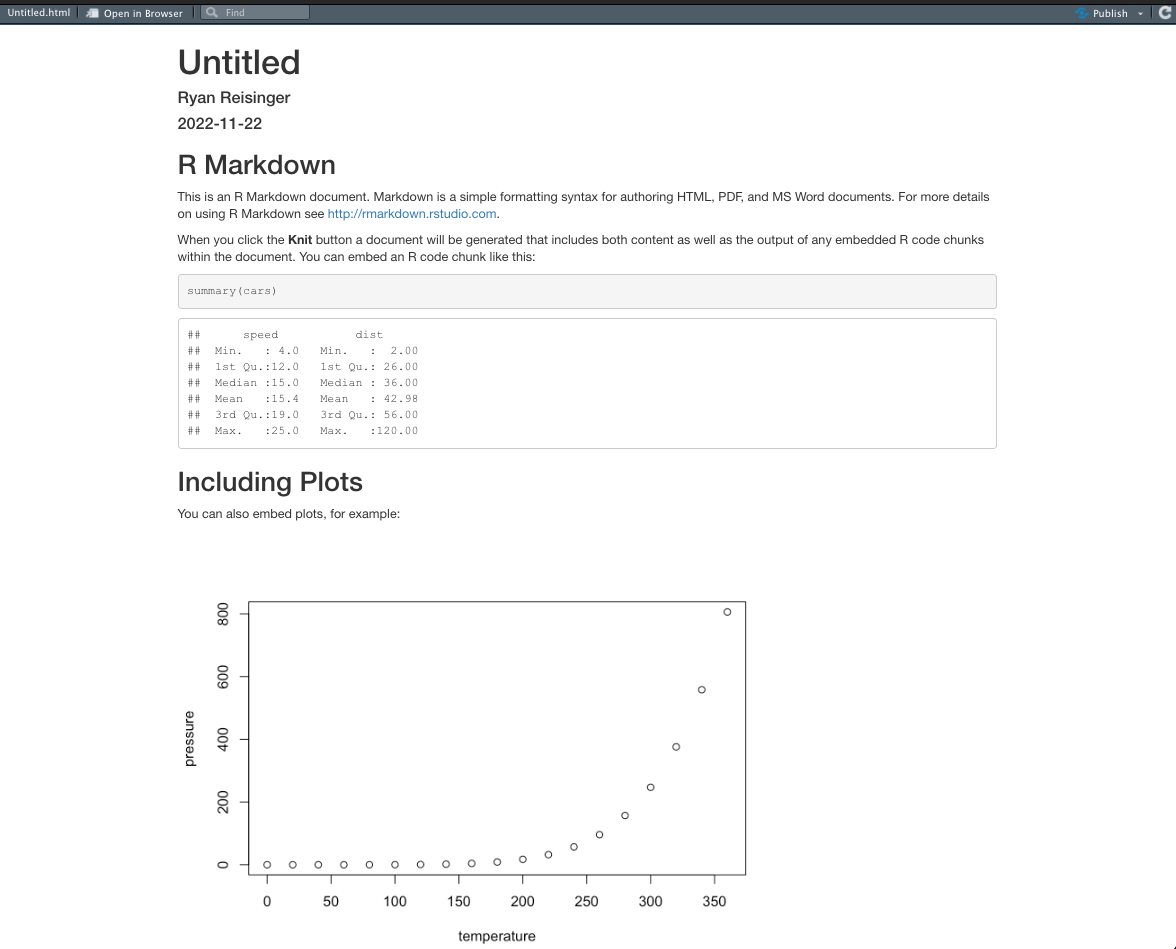 Untitled.html Open in Browser Find Publish
Untitled
Ryan Reisinger
2022-11-22
R Markdown
This is an R Markdown document. Markdown is a simple formatting syntax for authoring HTML, PDF, and MS Word documents. For more details
on using R Markdown see http://rmarkdown.rstudio.com.
When you click the Knit button a document will be generated that includes both content as well as the output of any embedded R code chunks
within the document. You can embed an R code chunk like this:
summary(cars)
##      speed           dist
##  Min.   : 4.0   Min.   :  2.00
##  1st Qu.:12.0   1st Qu.: 26.00
##  Median :15.0   Median : 36.00
##  Mean   :15.4   Mean   : 42.98
##  3rd Qu.:19.0   3rd Qu.: 56.00
##  Max.   :25.0   Max.   :120.00
Including Plots
You can also embed plots, for example:
800
600
400
200
0
pressure
0 50 100 150 200 250 300 350
temperature